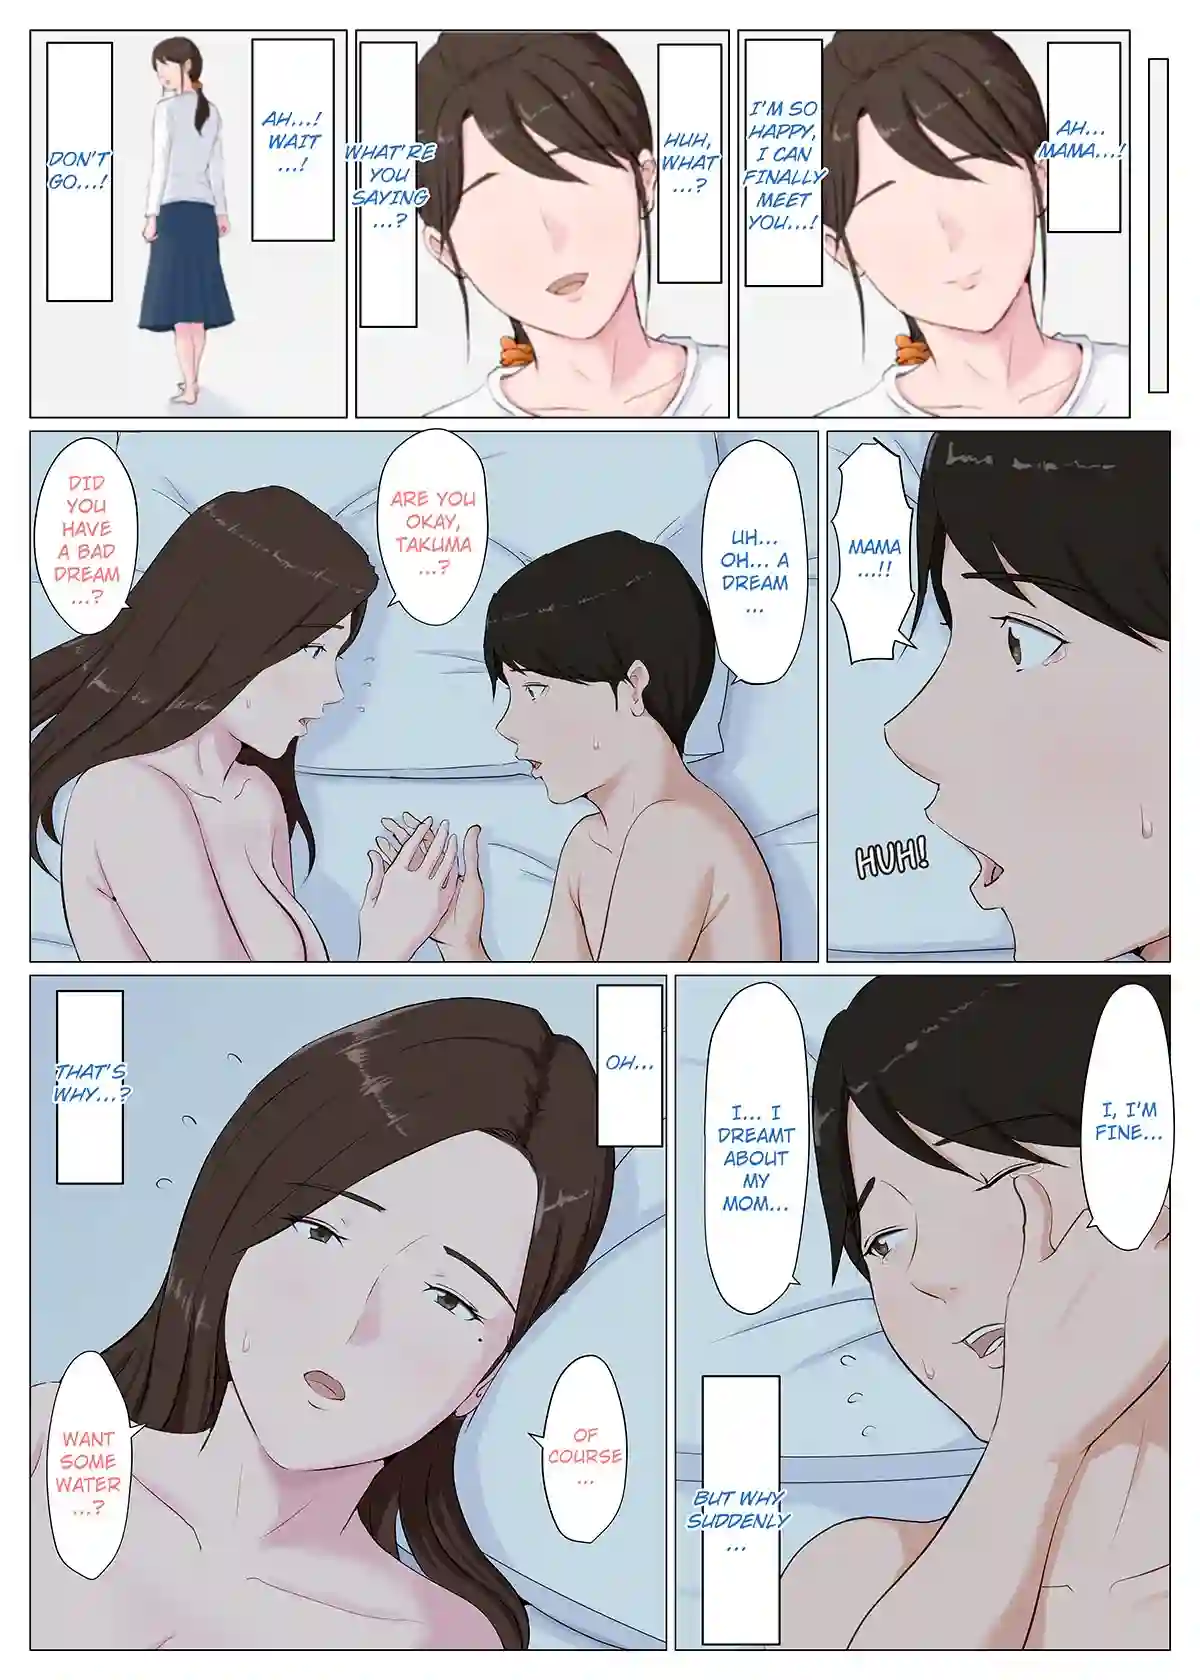 AH...
MAMA...!
I'M SO
HAPPY,
I CAN
FINALLY
MEET
YOU...!
HUH,
WHAT
...?
WHAT'RE
YOU
SAYING
...?
AH...!
WAIT
...!
DON'T
GO...!
MAMA
...!!
HUH!
UH...
OH... A
DREAM
...
ARE YOU
OKAY,
TAKUMA
...?
DID
YOU
HAVE
A BAD
DREAM
...?
I, I'M
FINE...
I... I
DREAMT
ABOUT
MY
MOM...
BUT WHY
SUDDENLY
...
OH...
THAT'S
WHY...?
OF
COURSE
...
WANT
SOME
WATER
...?